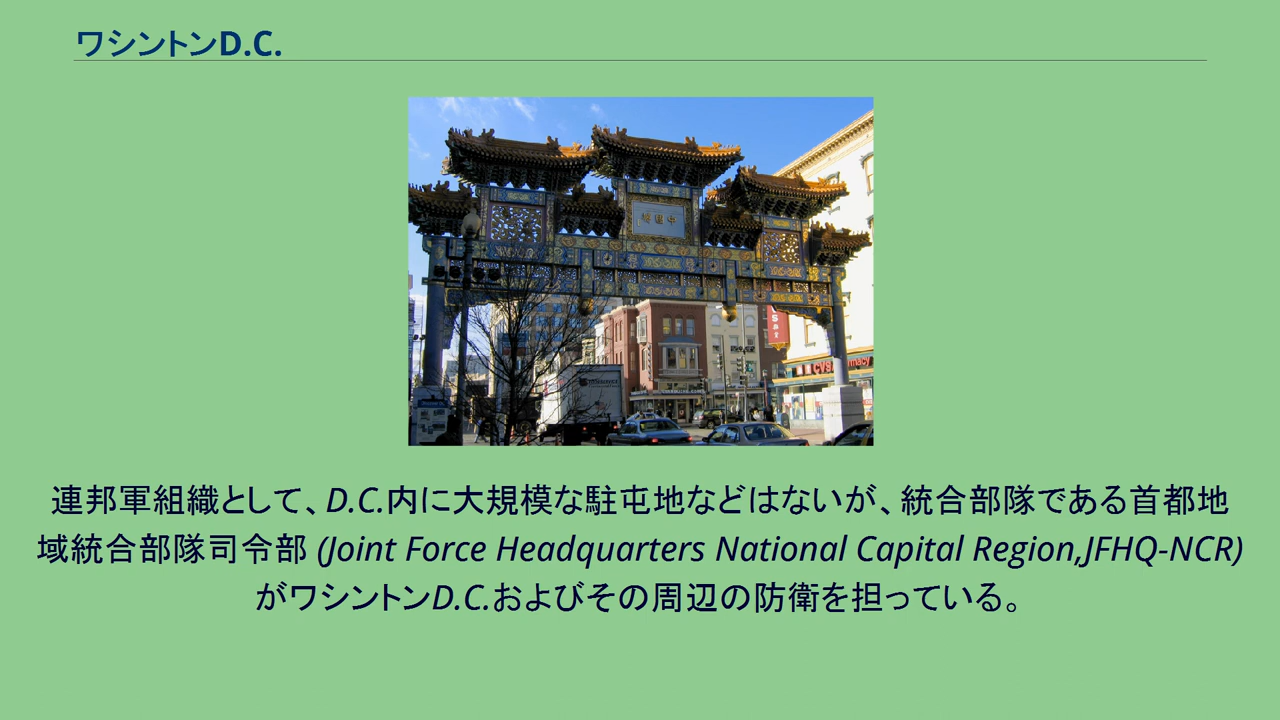 ワシントンD.C.
中國城
CVS
連邦軍組織として、D.C.内に大規模な駐屯地などはないが、統合部隊である首都地
域統合部隊司令部 (Joint Force Headquarters National Capital Region,JFHQ-NCR)
がワシントンD.C.およびその周辺の防衛を担っている。